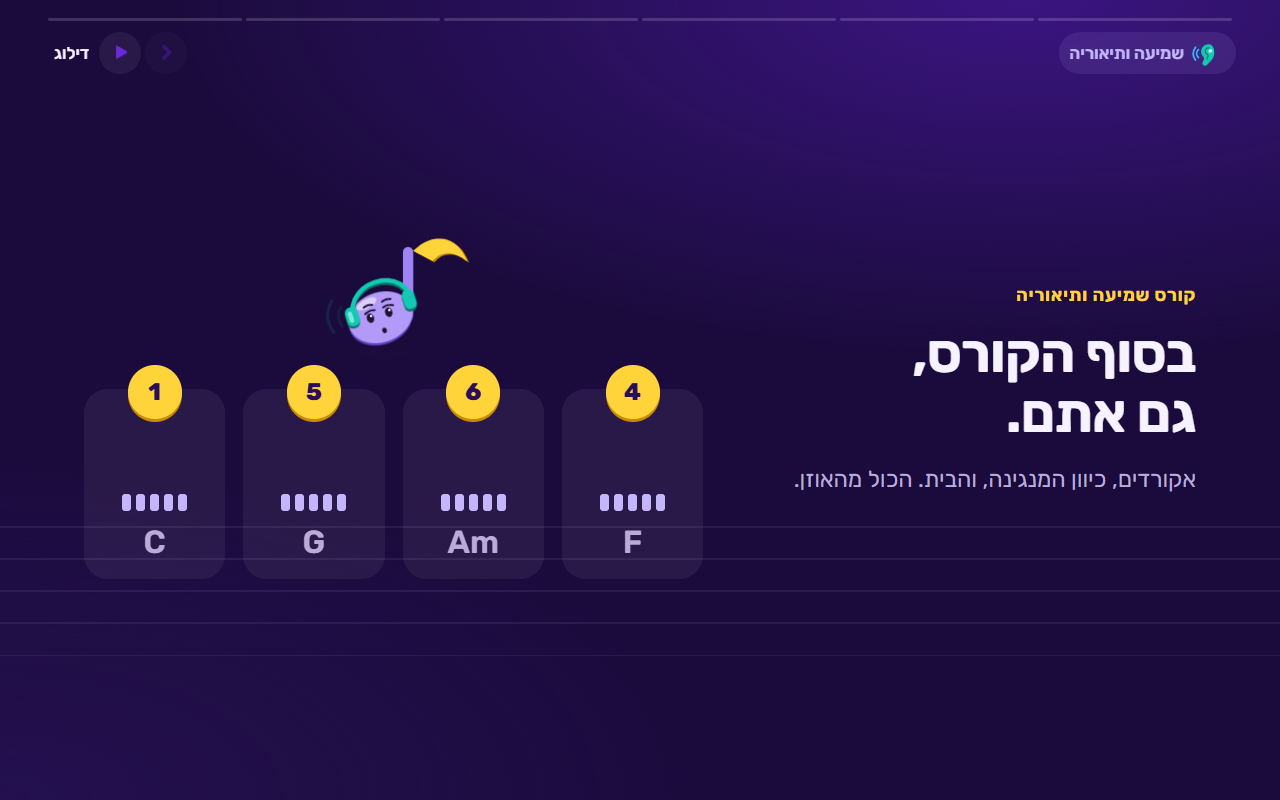 שמיעה ותיאוריה
דילוג
קורס שמיעה ותיאוריה
בסוף הקורס,
גם אתם.
אקורדים, כיוון המנגינה, והבית. הכול מהאוזן.
1 5 6 4
C G Am F